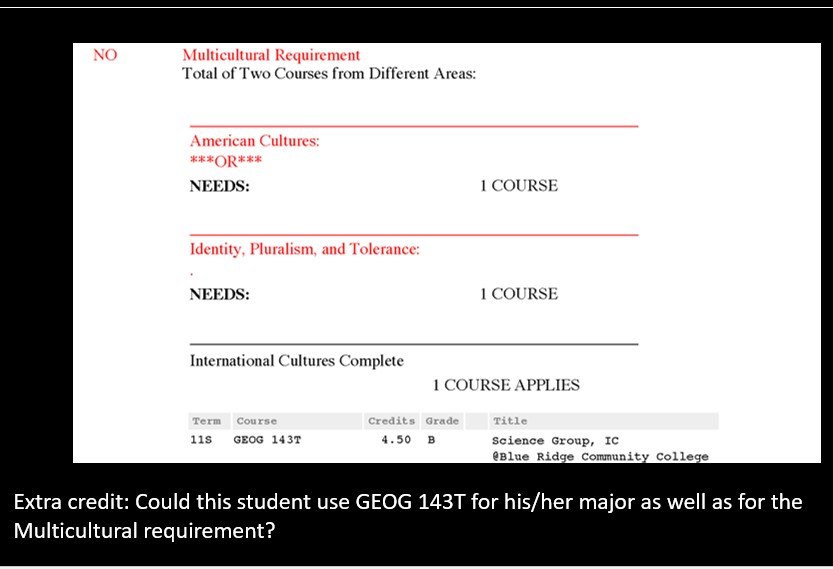 NO Multicultural Requirement
Total of Two Courses from Different Areas:
American Cultures:
***OR***
NEEDS: 1 COURSE
Identity, Pluralism, and Tolerance:
.
NEEDS: 1 COURSE
International Cultures Complete
1 COURSE APPLIES
Term Course Credits Grade Title
11S GEOG 143T 4.50 B Science Group, IC
@Blue Ridge Community College
Extra credit: Could this student use GEOG 143T for his/her major as well as for the
Multicultural requirement?